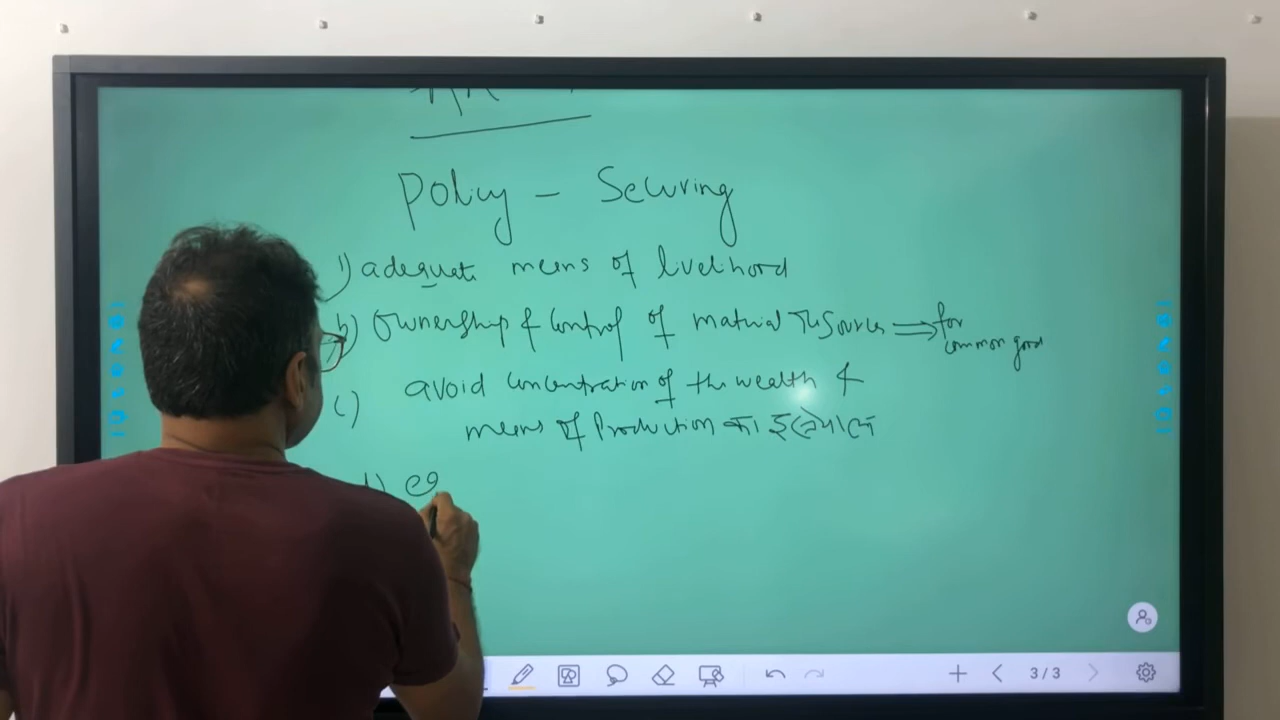 Policy - Securing
1) adequate means of livelihood
b) Ownership & Control of material resources ⇒ for
common good
c) avoid concentration of the wealth &
means of Production का
d) eq
3/3